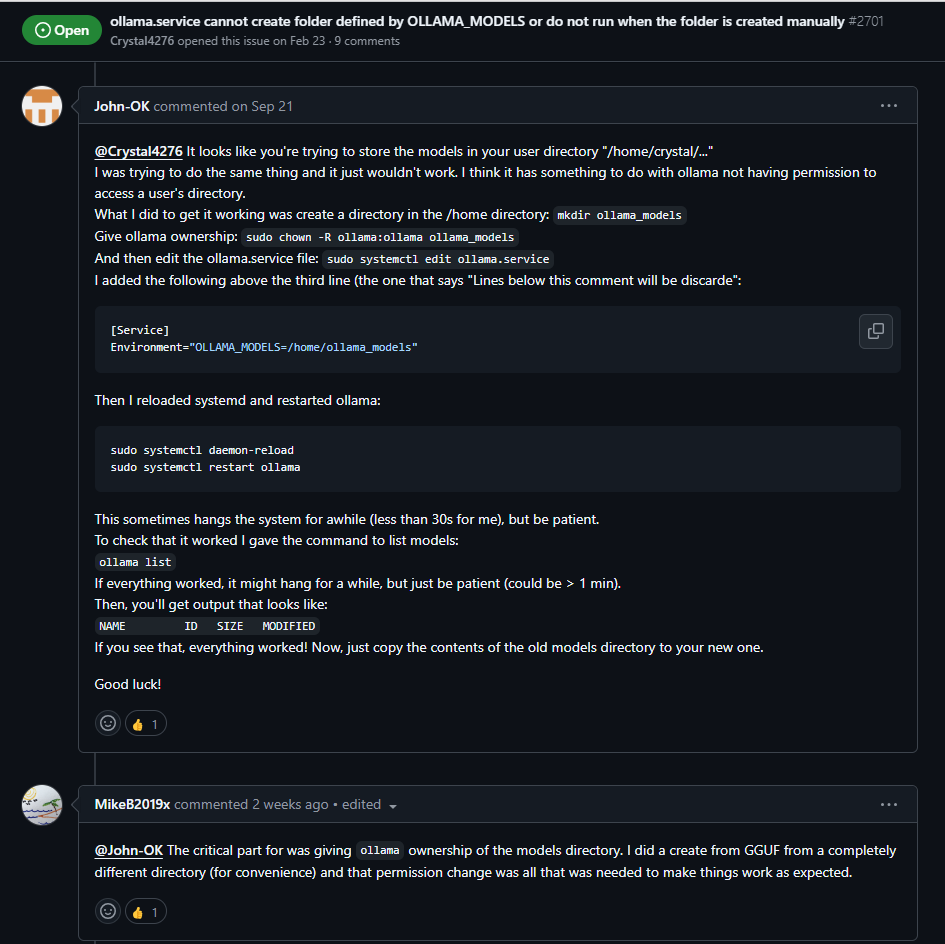 Open
ollama.service cannot create folder defined by OLLAMA_MODELS or do not run when the folder is created manually #2701
Crystal4276 opened this issue on Feb 23 · 9 comments
John-OK commented on Sep 21
@Crystal4276 It looks like you're trying to store the models in your user directory "/home/crystal/..."
I was trying to do the same thing and it just wouldn't work. I think it has something to do with ollama not having permission to
access a user's directory.
What I did to get it working was create a directory in the /home directory: mkdir ollama_models
Give ollama ownership: sudo chown -R ollama:ollama ollama_models
And then edit the ollama.service file: sudo systemctl edit ollama.service
I added the following above the third line (the one that says "Lines below this comment will be discarde":
[Service]
Environment="OLLAMA_MODELS=/home/ollama_models"
Then I reloaded systemd and restarted ollama:
sudo systemctl daemon-reload
sudo systemctl restart ollama
This sometimes hangs the system for awhile (less than 30s for me), but be patient.
To check that it worked I gave the command to list models:
ollama list
If everything worked, it might hang for a while, but just be patient (could be > 1 min).
Then, you'll get output that looks like:
NAME ID SIZE MODIFIED
If you see that, everything worked! Now, just copy the contents of the old models directory to your new one.
Good luck!
👍 1
MikeB2019x commented 2 weeks ago • edited
@John-OK The critical part for was giving ollama ownership of the models directory. I did a create from GGUF from a completely
different directory (for convenience) and that permission change was all that was needed to make things work as expected.
👍 1